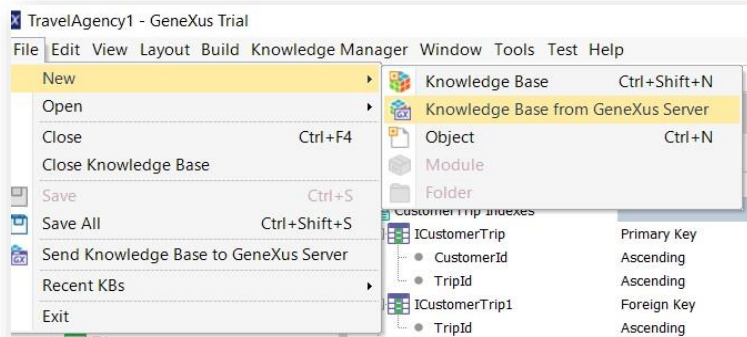 TravelAgency1 - GeneXus Trial
File Edit View Layout Build Knowledge Manager Window Tools Test Help
New
Open
Close Ctrl+F4
Close Knowledge Base
Save Ctrl+S
Save All Ctrl+Shift+S
Send Knowledge Base to GeneXus Server
Recent KBs
Exit
Knowledge Base Ctrl+Shift+N
Knowledge Base from GeneXus Server
Object Ctrl+N
Module
Folder
CustomerTrip Indexes
ICustomerTrip Primary Key
CustomerId Ascending
TripId Ascending
ICustomerTrip1 Foreign Key
TripId Ascending